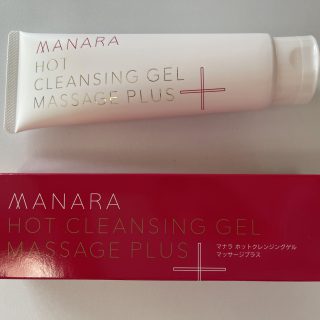 MANARA
HOT
CLEANSING GEL
MASSAGE PLUS
MANARA
HOT CLEANSING GEL
MASSAGE PLUS
マナラ ホットクレンジングゲル
マッサージプラス